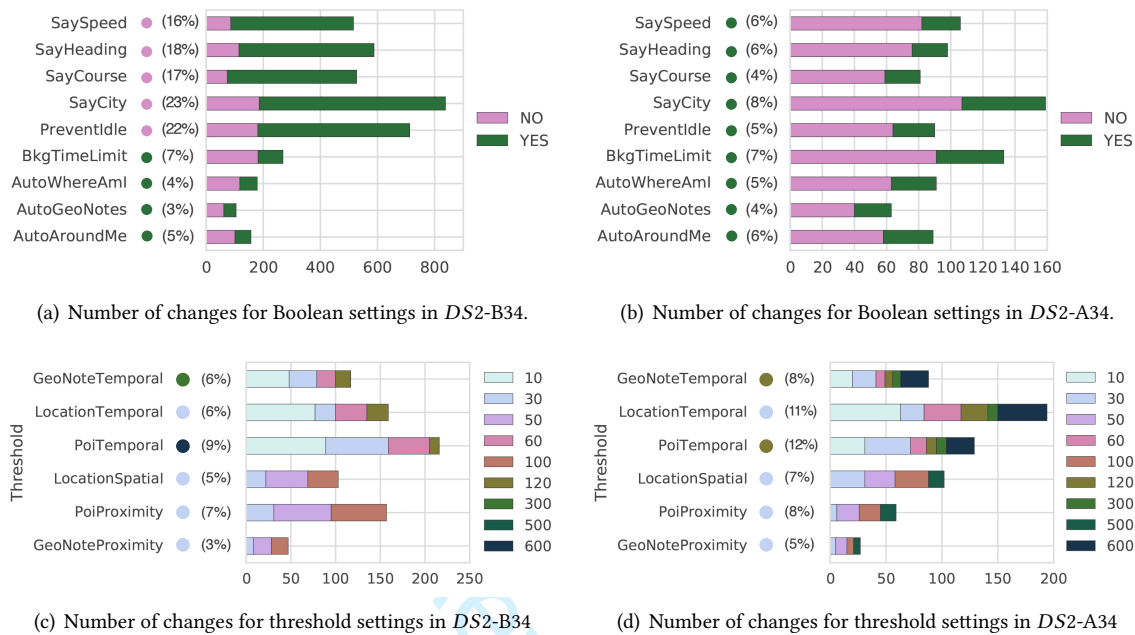 SaySpeed (16%)
SayHeading (18%)
SayCourse (17%)
SayCity (23%)
PreventIdle (22%)
BkgTimeLimit (7%)
AutoWhereAmI (4%)
AutoGeoNotes (3%)
AutoAroundMe (5%)
0 200 400 600 800
NO
YES
(a) Number of changes for Boolean settings in DS2-B34.
SaySpeed (6%)
SayHeading (6%)
SayCourse (4%)
SayCity (8%)
PreventIdle (5%)
BkgTimeLimit (7%)
AutoWhereAmI (5%)
AutoGeoNotes (4%)
AutoAroundMe (6%)
0 20 40 60 80 100 120 140 160
NO
YES
(b) Number of changes for Boolean settings in DS2-A34.
Threshold
GeoNoteTemporal (6%)
LocationTemporal (6%)
PoiTemporal (9%)
LocationSpatial (5%)
PoiProximity (7%)
GeoNoteProximity (3%)
0 50 100 150 200 250
10
30
50
60
100
120
300
500
600
(c) Number of changes for threshold settings in DS2-B34
Threshold
GeoNoteTemporal (8%)
LocationTemporal (11%)
PoiTemporal (12%)
LocationSpatial (7%)
PoiProximity (8%)
GeoNoteProximity (5%)
0 50 100 150 200
10
30
50
60
100
120
300
500
600
(d) Number of changes for threshold settings in DS2-A34